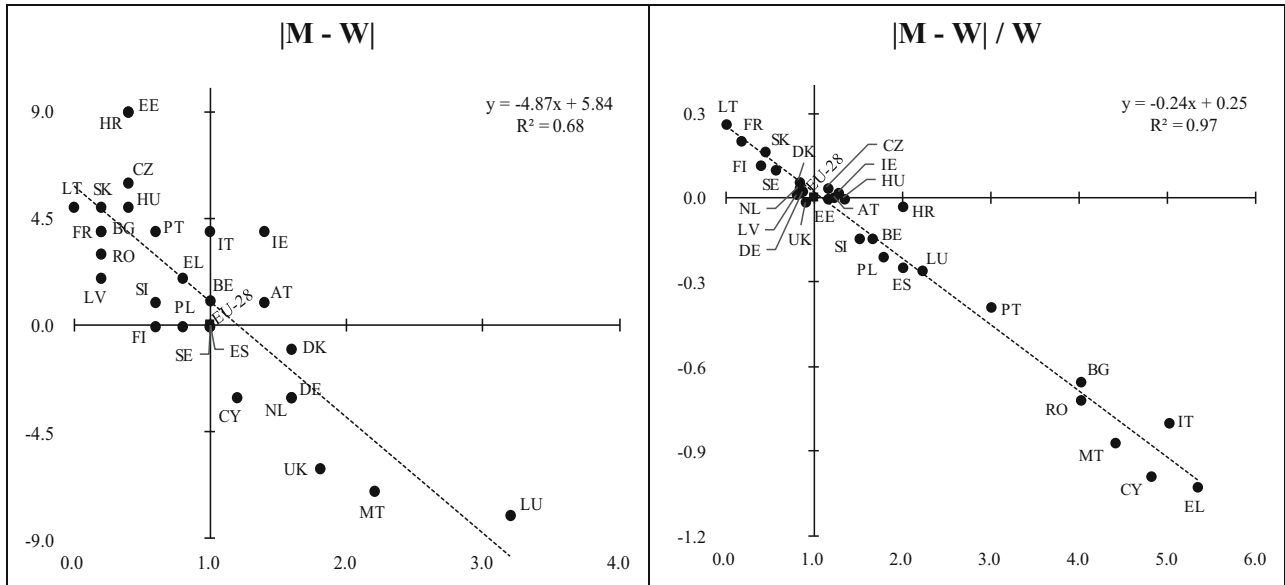 |M - W|
y = -4.87x + 5.84
R² = 0.68
9.0
EE
HR
CZ
LT SK HU
4.5
FR BG PT IT IE
RO EL
LV SI PL BE AT
EU-28
0.0
FI SE ES DK
DE
CY NL
-4.5
UK
MT LU
-9.0
0.0 1.0 2.0 3.0 4.0
|M - W| / W
y = -0.24x + 0.25
R² = 0.97
0.3
LT
FR SK DK CZ
FI SE EU-28 IE
HU
0.0
NL EE AT HR
LV
DE UK SI BE
PL LU
ES
-0.3
PT
-0.6
BG
RO
IT
MT
-0.9
CY
EL
-1.2
0.0 1.0 2.0 3.0 4.0 5.0 6.0